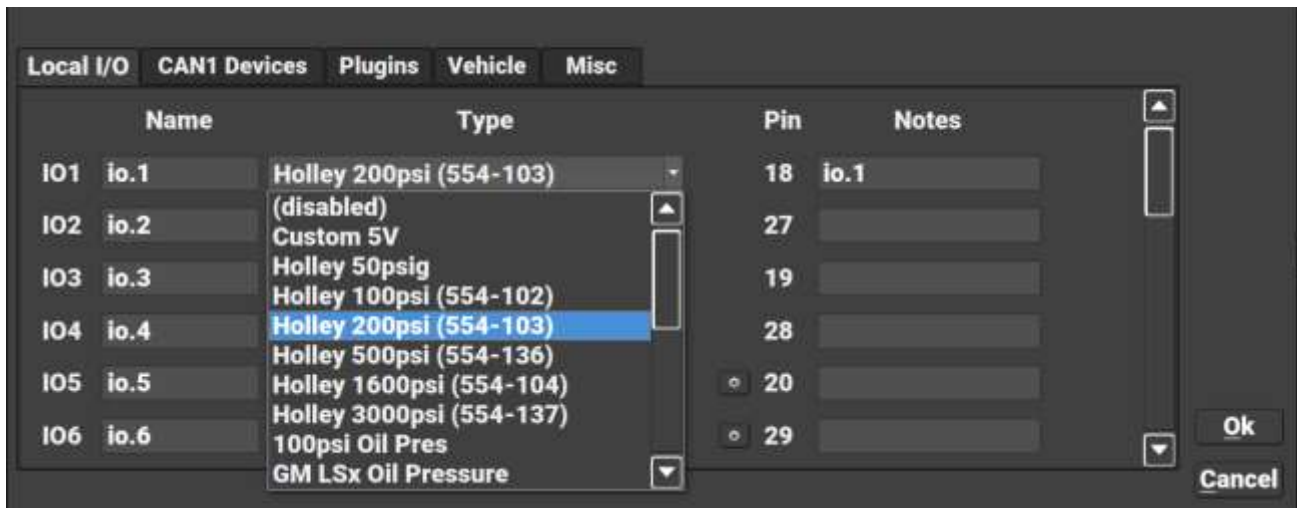 Local I/O CAN1 Devices Plugins Vehicle Misc
Name Type Pin Notes
IO1 io.1 Holley 200psi (554-103) 18 io.1
(disabled)
IO2 io.2 Custom 5V 27
Holley 50psig
IO3 io.3 Holley 100psi (554-102) 19
IO4 io.4 Holley 200psi (554-103) 28
Holley 500psi (554-136)
IO5 io.5 Holley 1600psi (554-104) 20
Holley 3000psi (554-137)
IO6 io.6 100psi Oil Pres 29 Ok
GM LSx Oil Pressure Cancel